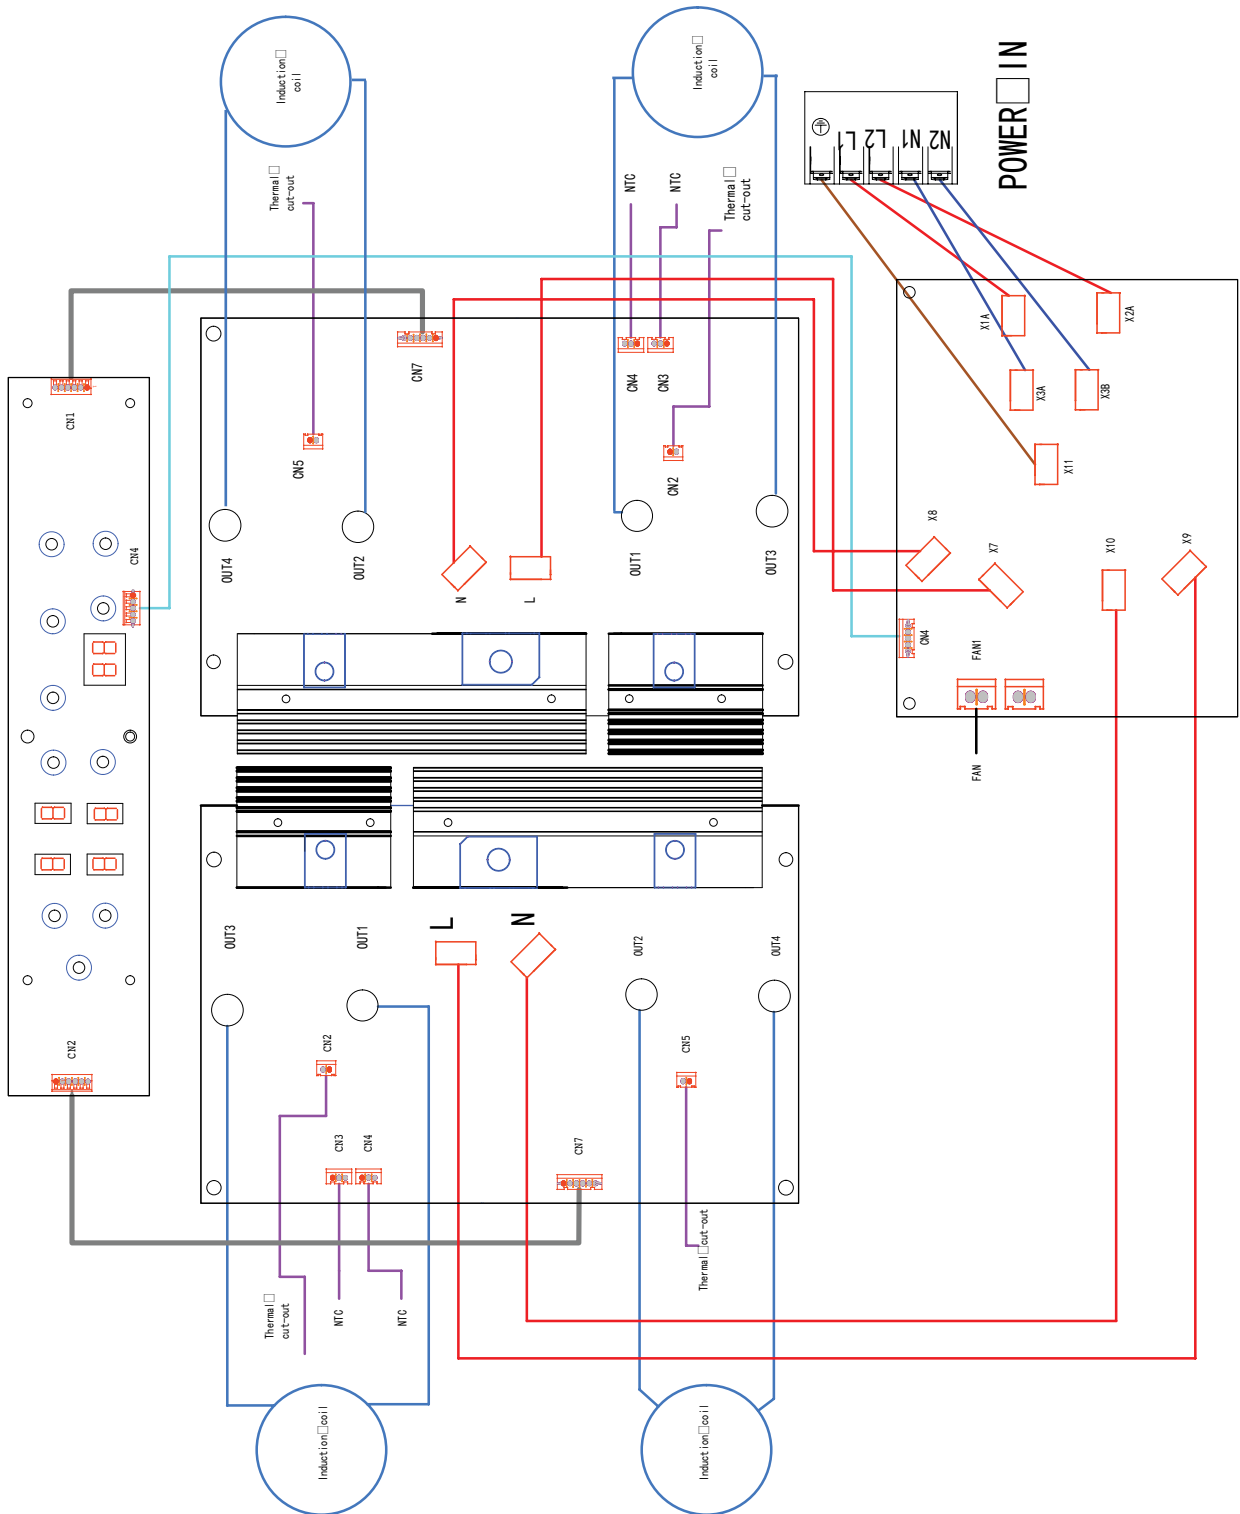 Induction□
coil
Induction□
coil
POWER□IN
L1
L2
N1
N2
Thermal□
cut-out
NTC
NTC
Thermal□
cut-out
CN1
CN7
CN4
CN3
CN5
CN2
X1A
X2A
X3A
X3B
X11
X8
X7
X10
X9
CN4
OUT4
OUT2
N
L
OUT1
OUT3
CN4
FAN1
FAN
OUT3
OUT1
L
N
OUT2
OUT4
CN2
CN2
CN5
CN3
CN4
CN7
Thermal□
cut-out
NTC
NTC
Thermal□cut-out
Induction□coil
Induction□coil